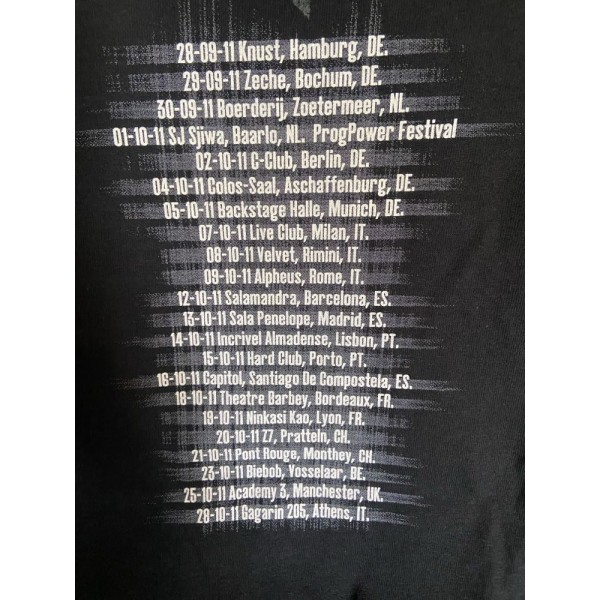 28-09-11 Knust, Hamburg, DE.
29-09-11 Zeche, Bochum, DE.
30-09-11 Boerderij, Zoetermeer, NL.
01-10-11 SJ Sjiwa, Baarlo, NL. ProgPower Festival
02-10-11 C-Club, Berlin, DE.
04-10-11 Colos-Saal, Aschaffenburg, DE.
05-10-11 Backstage Halle, Munich, DE.
07-10-11 Live Club, Milan, IT.
08-10-11 Velvet, Rimini, IT.
09-10-11 Alpheus, Rome, IT.
12-10-11 Salamandra, Barcelona, ES.
13-10-11 Sala Penelope, Madrid, ES.
14-10-11 Incrivel Almadense, Lisbon, PT.
15-10-11 Hard Club, Porto, PT.
16-10-11 Capitol, Santiago De Compostela, ES.
18-10-11 Theatre Barbey, Bordeaux, FR.
19-10-11 Ninkasi Kao, Lyon, FR.
20-10-11 Z7, Pratteln, CH.
21-10-11 Pont Rouge, Monthey, CH.
23-10-11 Biebob, Vosselaar, BE.
25-10-11 Academy 3, Manchester, UK.
28-10-11 Gagarin 205, Athens, IT.